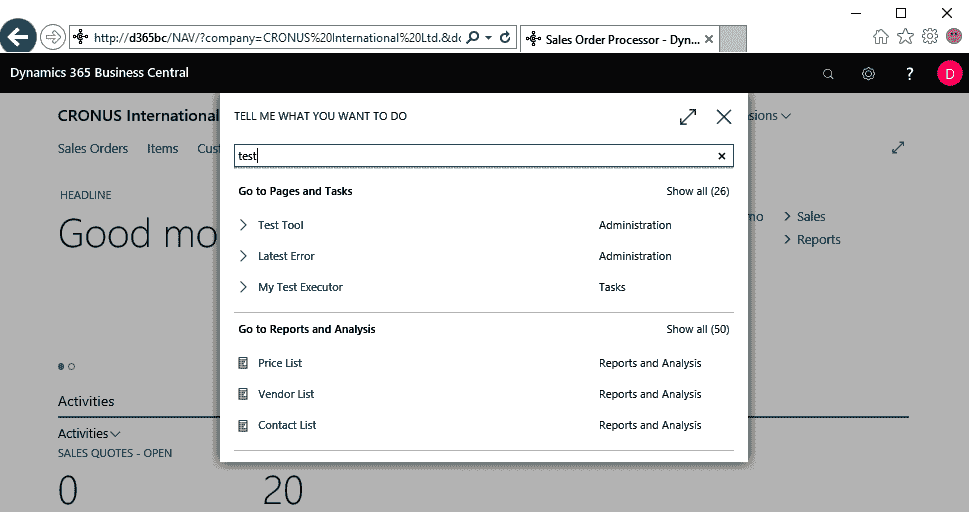 http://d365bc/NAV/?company=CRONUS%20International%20Ltd.&dc
Sales Order Processor - Dyn...
Dynamics 365 Business Central
?
D
CRONUS International
sions
Sales Orders Items Cust
HEADLINE
Good mo
mo
Sales
Reports
TELL ME WHAT YOU WANT TO DO
test
Go to Pages and Tasks Show all (26)
Test Tool Administration
Latest Error Administration
My Test Executor Tasks
Go to Reports and Analysis Show all (50)
Price List Reports and Analysis
Vendor List Reports and Analysis
Contact List Reports and Analysis
Activities
Activities
SALES QUOTES - OPEN
0 20